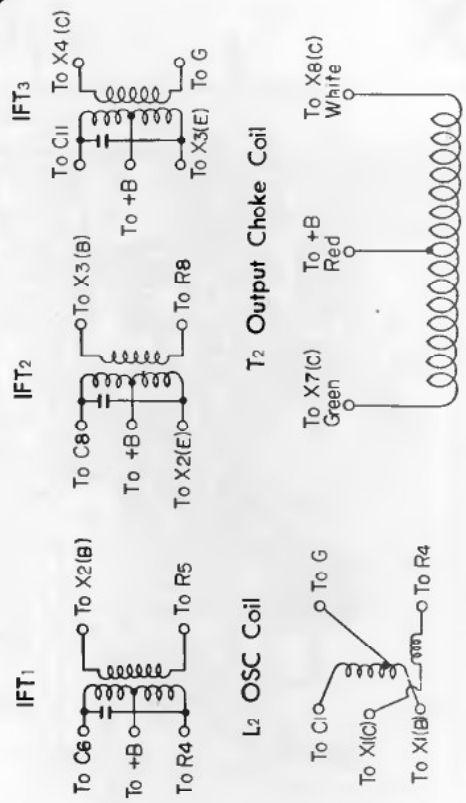 IFT1
To C6
To X2(B)
To +B
To R4
To R5
IFT2
To C8
To X3(B)
To +B
To X2(E)
To R8
IFT3
To C11
To X4(C)
To +B
To X3(E)
To G
L2 OSC Coil
To C1
To G
To X1(C)
To X1(B)
To R4
T2 Output Choke Coil
To X7(C)
Green
To +B
Red
To X8(C)
White